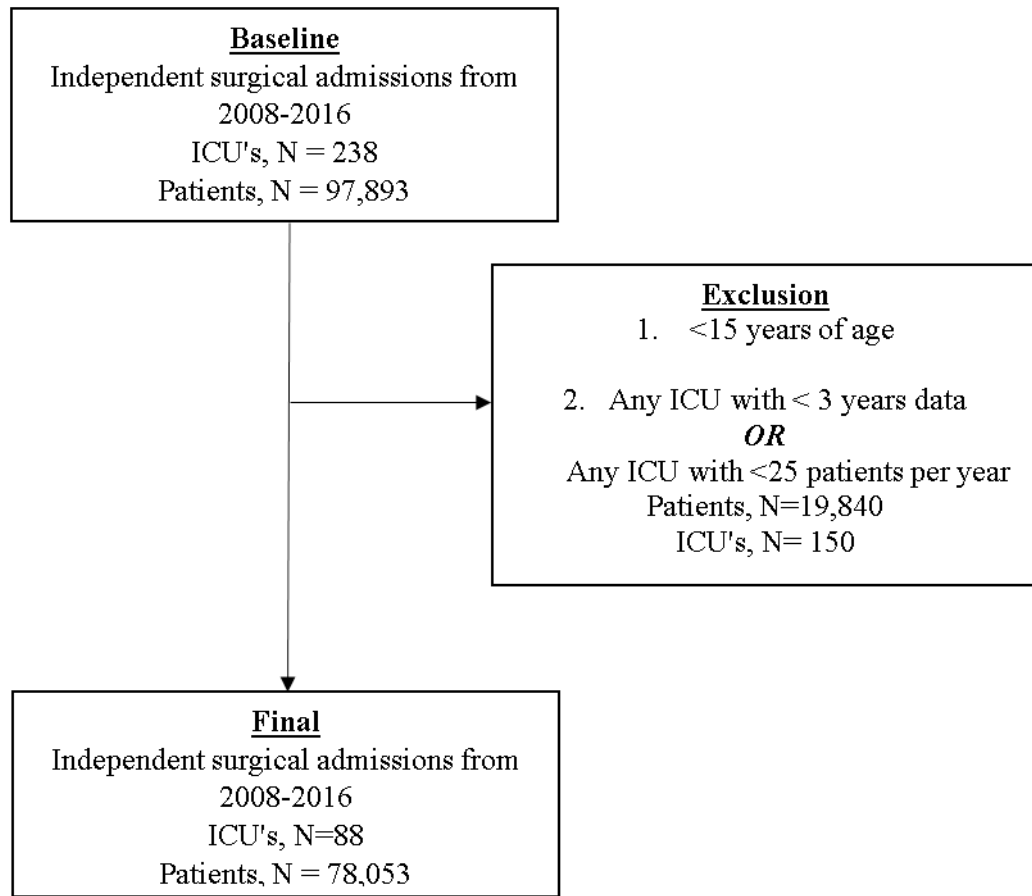 Baseline
Independent surgical admissions from
2008-2016
ICU's, N = 238
Patients, N = 97,893
Exclusion
1. <15 years of age
2. Any ICU with < 3 years data
OR
Any ICU with <25 patients per year
Patients, N=19,840
ICU's, N= 150
Final
Independent surgical admissions from
2008-2016
ICU's, N=88
Patients, N = 78,053